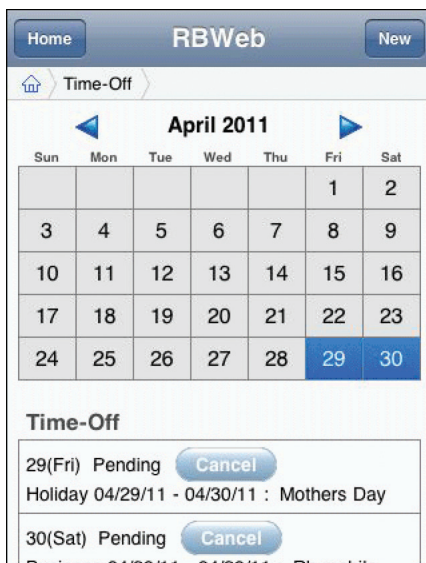 Home RBWeb New
Time-Off
April 2011
Sun Mon Tue Wed Thu Fri Sat
1 2
3 4 5 6 7 8 9
10 11 12 13 14 15 16
17 18 19 20 21 22 23
24 25 26 27 28 29 30
Time-Off
29(Fri) Pending Cancel
Holiday 04/29/11 - 04/30/11 : Mothers Day
30(Sat) Pending Cancel